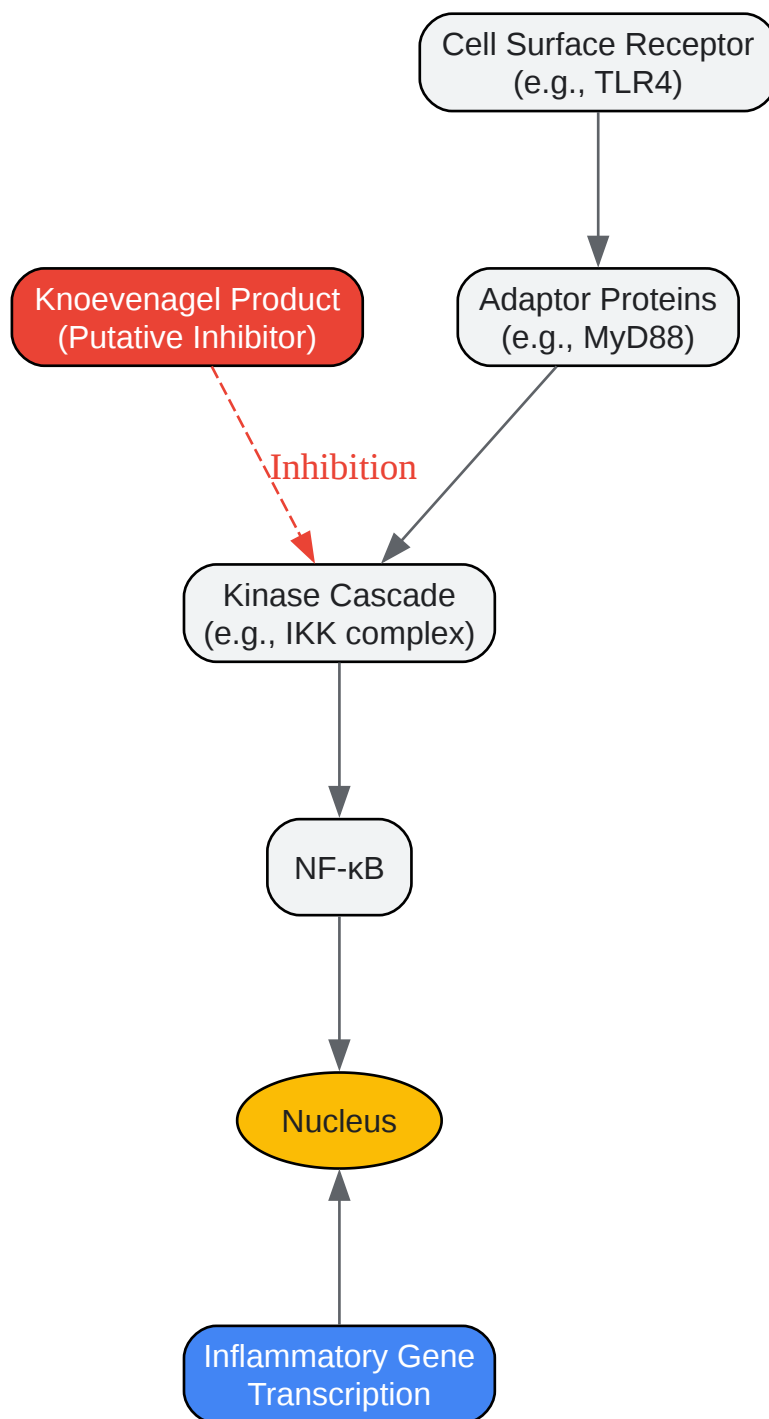 Cell Surface Receptor
(e.g., TLR4)
Knoevenagel Product
(Putative Inhibitor)
Adaptor Proteins
(e.g., MyD88)
Inhibition
Kinase Cascade
(e.g., IKK complex)
NF-κB
Nucleus
Inflammatory Gene
Transcription